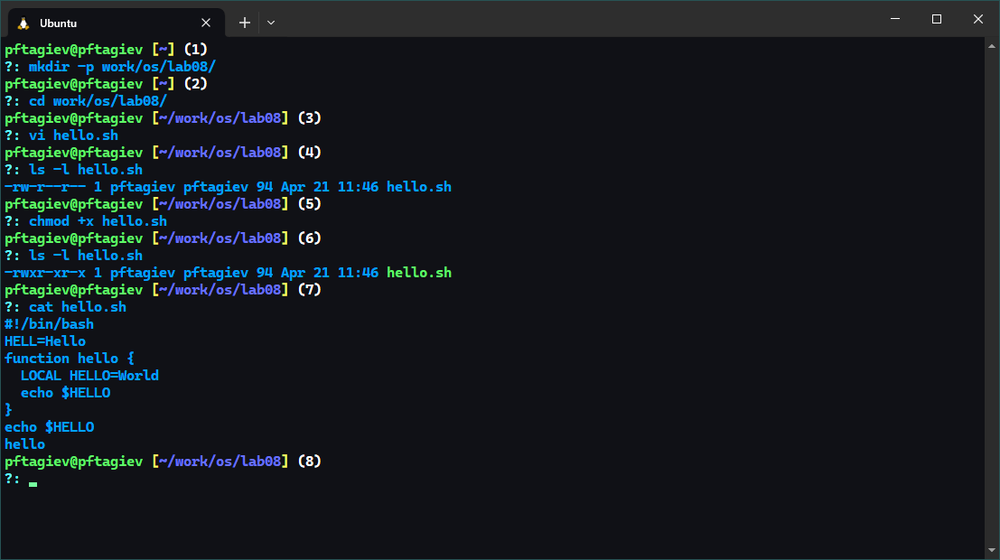 Ubuntu
pftagiev@pftagiev [~] (1)
?: mkdir -p work/os/lab08/
pftagiev@pftagiev [~] (2)
?: cd work/os/lab08/
pftagiev@pftagiev [~/work/os/lab08] (3)
?: vi hello.sh
pftagiev@pftagiev [~/work/os/lab08] (4)
?: ls -l hello.sh
-rw-r--r-- 1 pftagiev pftagiev 94 Apr 21 11:46 hello.sh
pftagiev@pftagiev [~/work/os/lab08] (5)
?: chmod +x hello.sh
pftagiev@pftagiev [~/work/os/lab08] (6)
?: ls -l hello.sh
-rwxr-xr-x 1 pftagiev pftagiev 94 Apr 21 11:46 hello.sh
pftagiev@pftagiev [~/work/os/lab08] (7)
?: cat hello.sh
#!/bin/bash
HELL=Hello
function hello {
  LOCAL HELLO=World
  echo $HELLO
}
echo $HELLO
hello
pftagiev@pftagiev [~/work/os/lab08] (8)
?: